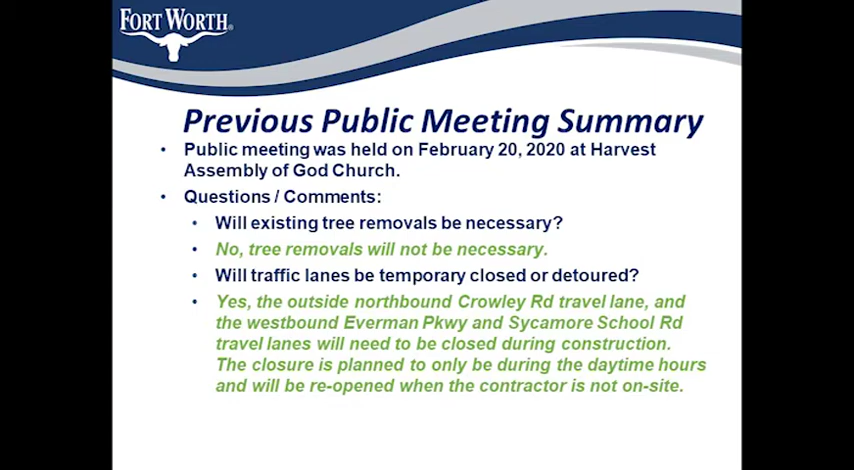 FORT WORTH®
Previous Public Meeting Summary
• Public meeting was held on February 20, 2020 at Harvest
Assembly of God Church.
• Questions / Comments:
• Will existing tree removals be necessary?
• No, tree removals will not be necessary.
• Will traffic lanes be temporary closed or detoured?
• Yes, the outside northbound Crowley Rd travel lane, and
the westbound Everman Pkwy and Sycamore School Rd
travel lanes will need to be closed during construction.
The closure is planned to only be during the daytime hours
and will be re-opened when the contractor is not on-site.